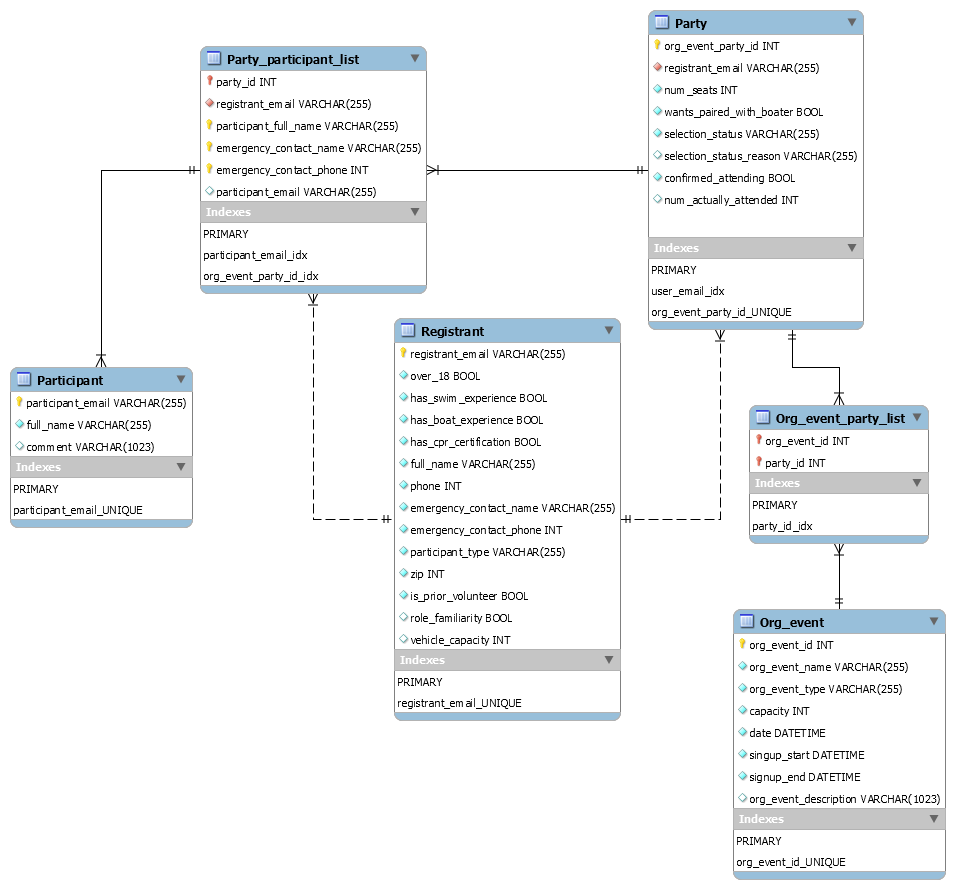 Party_participant_list
party_id INT
registrant_email VARCHAR(255)
participant_full_name VARCHAR(255)
emergency_contact_name VARCHAR(255)
emergency_contact_phone INT
participant_email VARCHAR(255)
Indexes
PRIMARY
participant_email_idx
org_event_party_id_idx
Party
org_event_party_id INT
registrant_email VARCHAR(255)
num_seats INT
wants_paired_with_boater BOOL
selection_status VARCHAR(255)
selection_status_reason VARCHAR(255)
confirmed_attending BOOL
num_actually_attended INT
Indexes
PRIMARY
user_email_idx
org_event_party_id_UNIQUE
Participant
participant_email VARCHAR(255)
full_name VARCHAR(255)
comment VARCHAR(1023)
Indexes
PRIMARY
participant_email_UNIQUE
Registrant
registrant_email VARCHAR(255)
over_18 BOOL
has_swim_experience BOOL
has_boat_experience BOOL
has_cpr_certification BOOL
full_name VARCHAR(255)
phone INT
emergency_contact_name VARCHAR(255)
emergency_contact_phone INT
participant_type VARCHAR(255)
zip INT
is_prior_volunteer BOOL
role_familiarity BOOL
vehicle_capacity INT
Indexes
PRIMARY
registrant_email_UNIQUE
Org_event_party_list
org_event_id INT
party_id INT
Indexes
PRIMARY
party_id_idx
Org_event
org_event_id INT
org_event_name VARCHAR(255)
org_event_type VARCHAR(255)
capacity INT
date DATETIME
singup_start DATETIME
signup_end DATETIME
org_event_description VARCHAR(1023)
Indexes
PRIMARY
org_event_id_UNIQUE